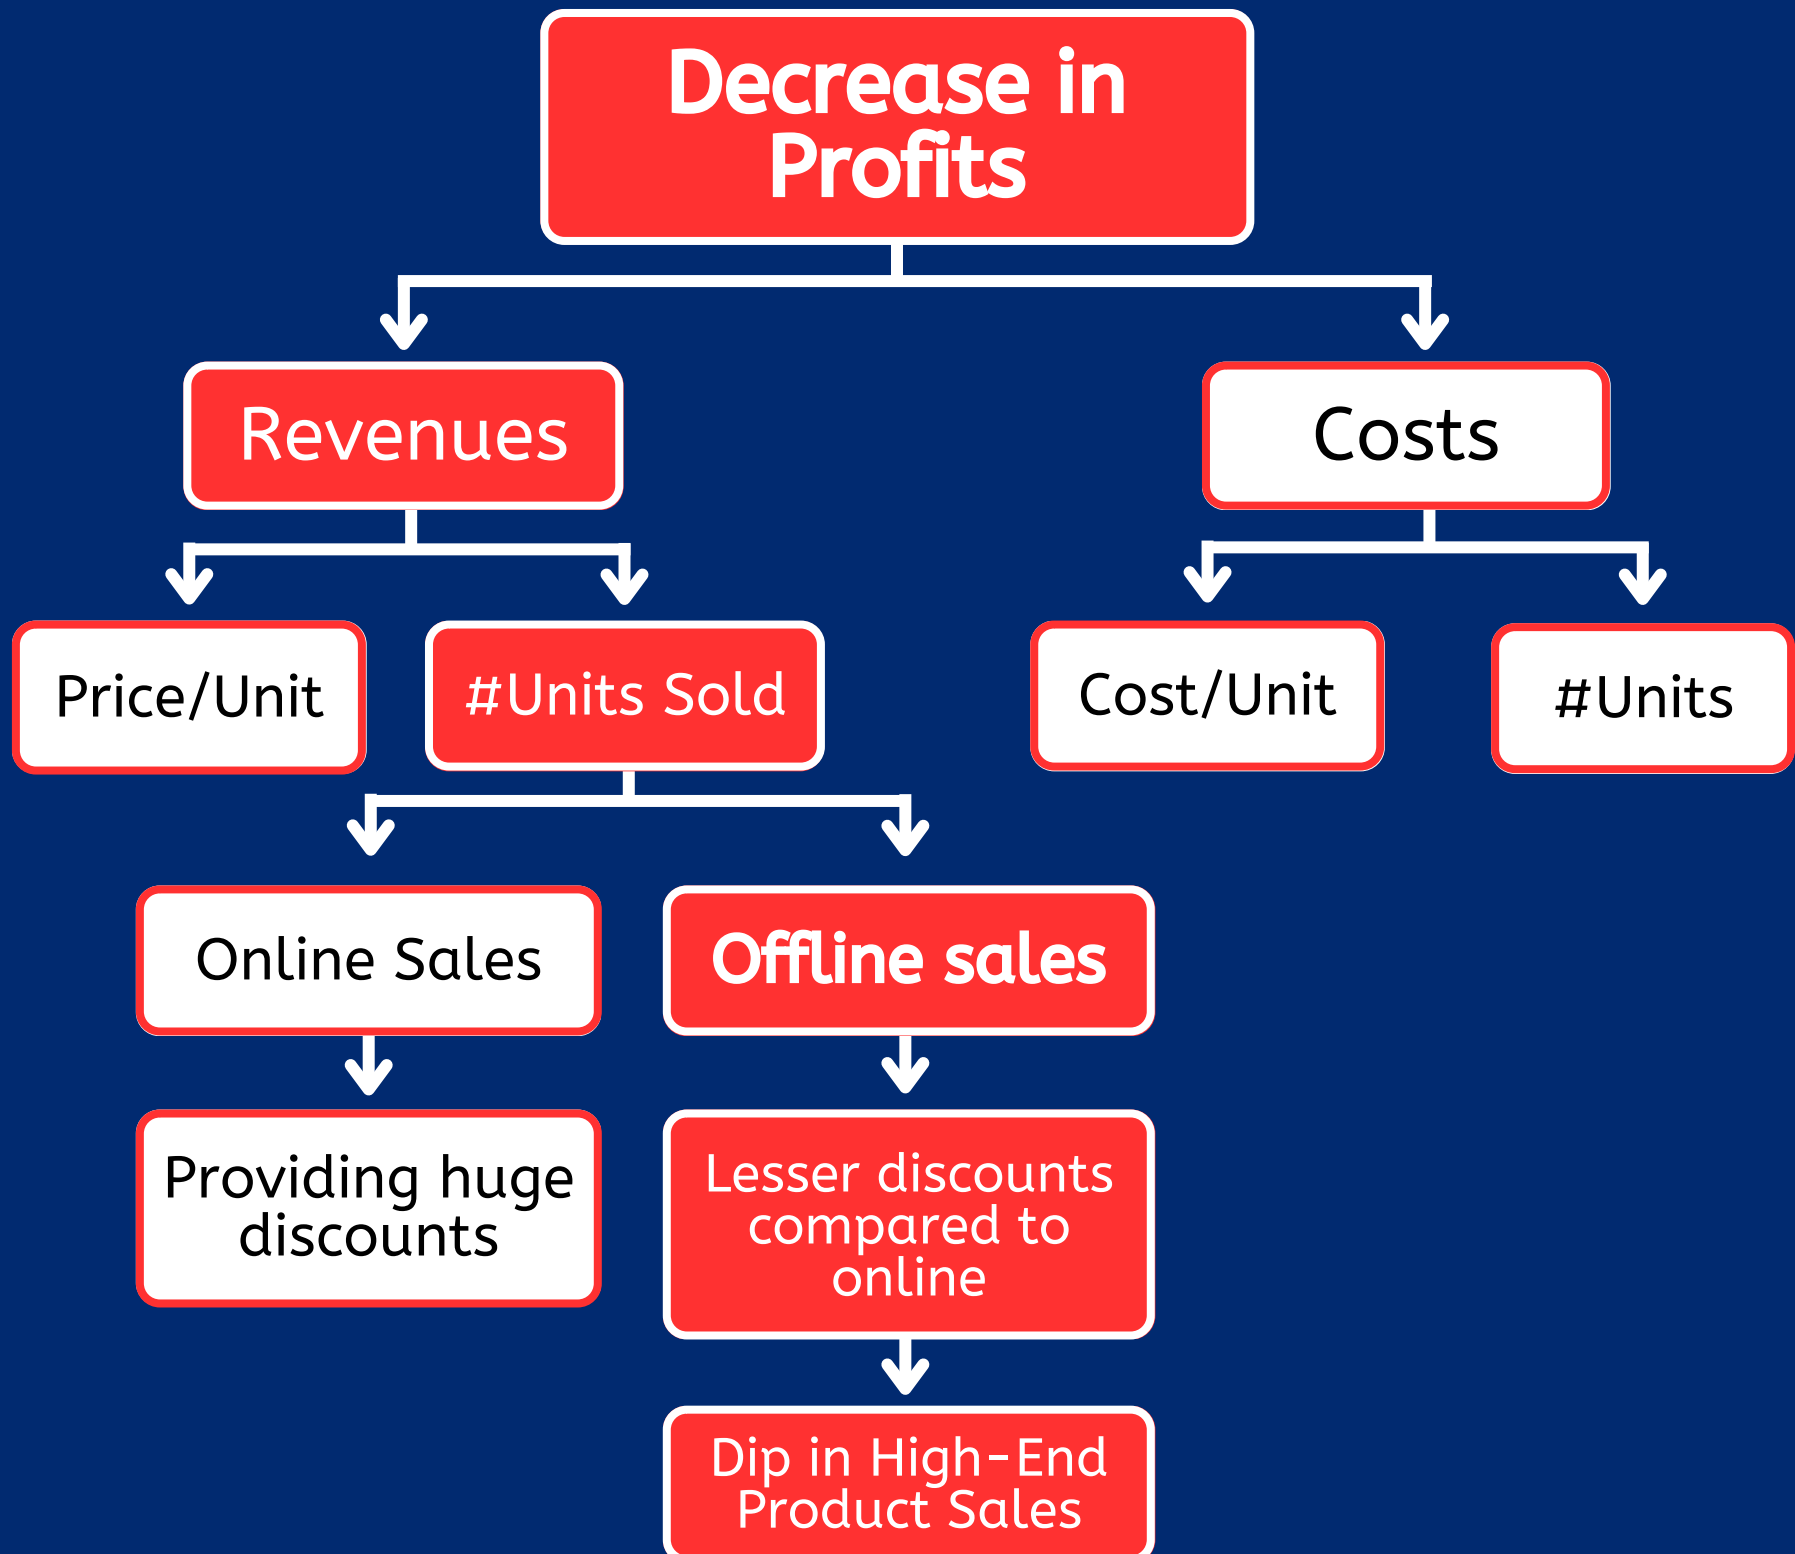 Decrease in
Profits
Revenues
Costs
Price/Unit
#Units Sold
Cost/Unit
#Units
Online Sales
Offline sales
Providing huge
discounts
Lesser discounts
compared to
online
Dip in High-End
Product Sales